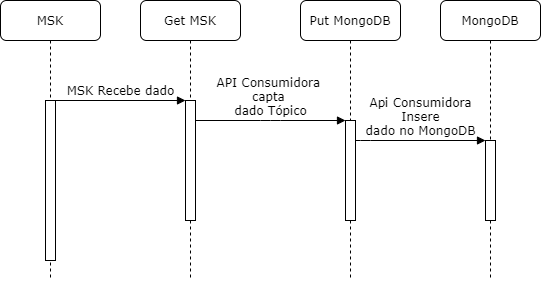 MSK
Get MSK
Put MongoDB
MongoDB
MSK Recebe dado
API Consumidora
capta
dado Tópico
Api Consumidora
Insere
dado no MongoDB